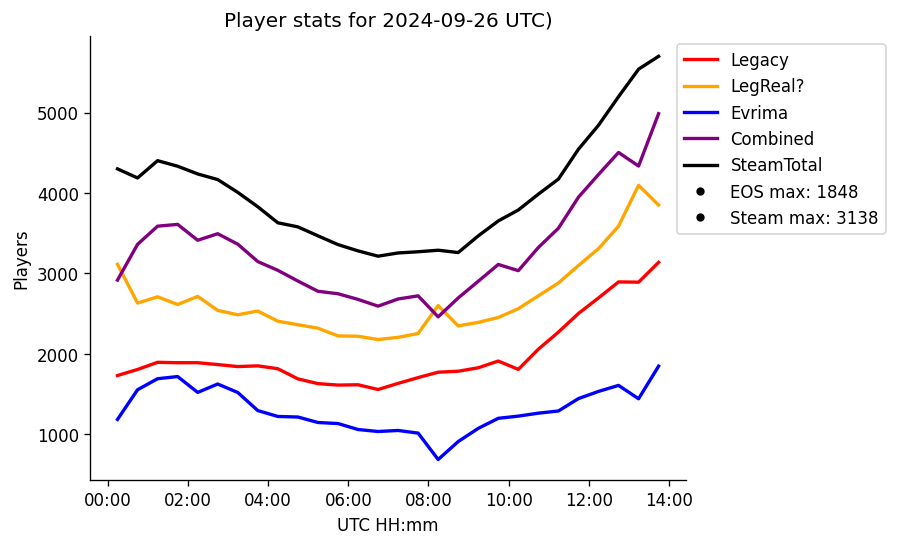 Player stats for 2024-09-26 UTC)
Legacy
LegReal?
Evrima
Combined
SteamTotal
EOS max: 1848
Steam max: 3138
Players
5000
4000
3000
2000
1000
00:00 02:00 04:00 06:00 08:00 10:00 12:00 14:00
UTC HH:mm